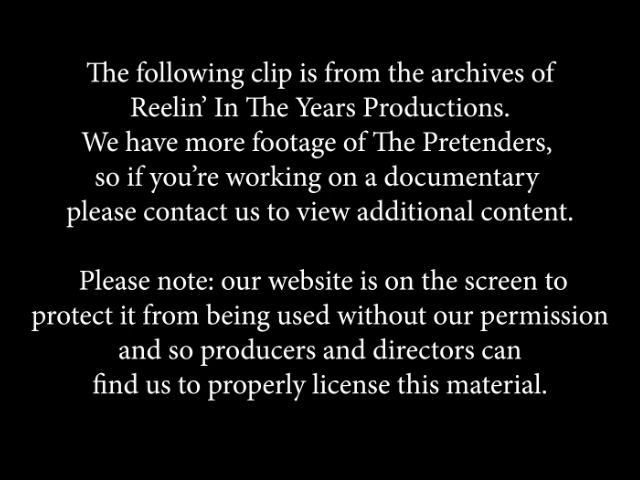 The following clip is from the archives of
Reelin’ In The Years Productions.
We have more footage of The Pretenders,
so if you’re working on a documentary
please contact us to view additional content.
Please note: our website is on the screen to
protect it from being used without our permission
and so producers and directors can
find us to properly license this material.